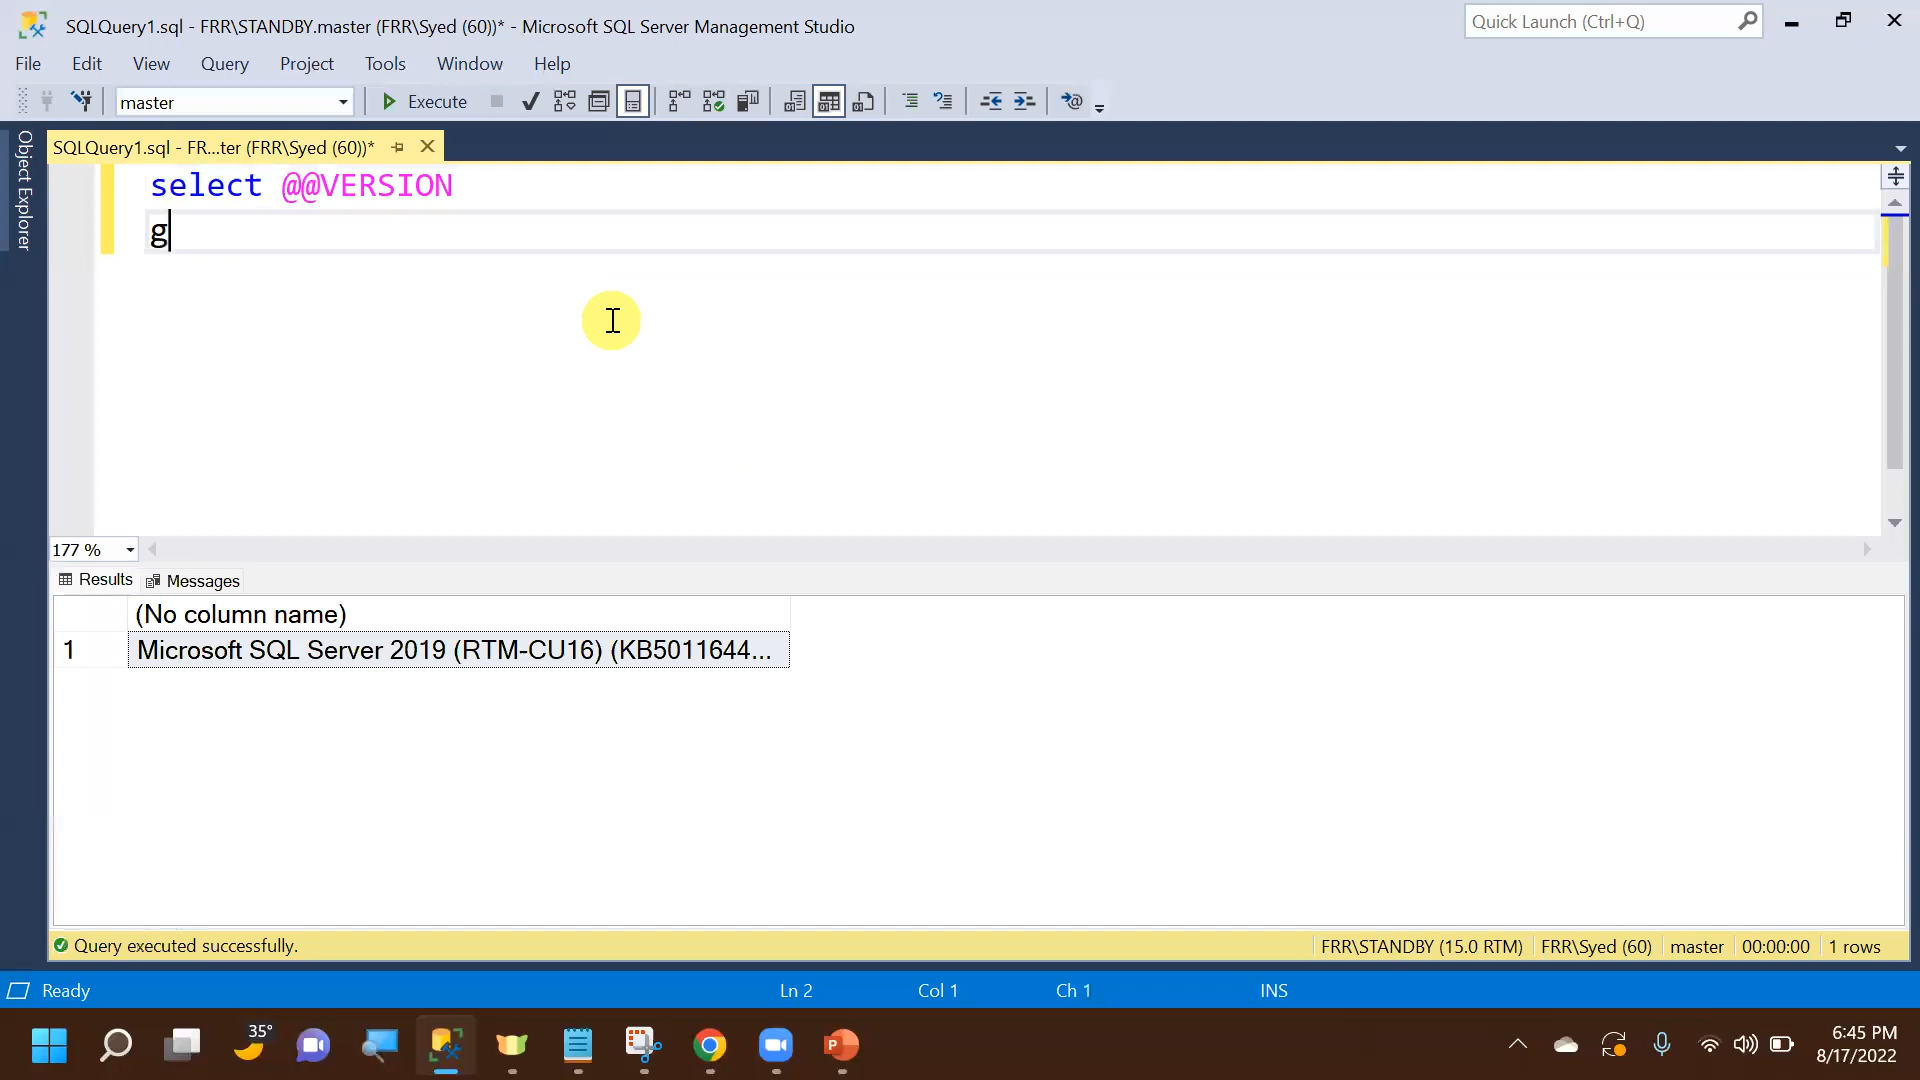 SQLQuery1.sql - FRR\STANDBY.master (FRR\Syed (60))* - Microsoft SQL Server Management Studio
Quick Launch (Ctrl+Q)
File Edit View Query Project Tools Window Help
master Execute
Object Explorer
SQLQuery1.sql - FR...ter (FRR\Syed (60))*
select @@VERSION
g
177 %
Results Messages
(No column name)
1 Microsoft SQL Server 2019 (RTM-CU16) (KB5011644...
Query executed successfully. FRR\STANDBY (15.0 RTM) FRR\Syed (60) master 00:00:00 1 rows
Ready Ln 2 Col 1 Ch 1 INS
35°
6:45 PM
8/17/2022